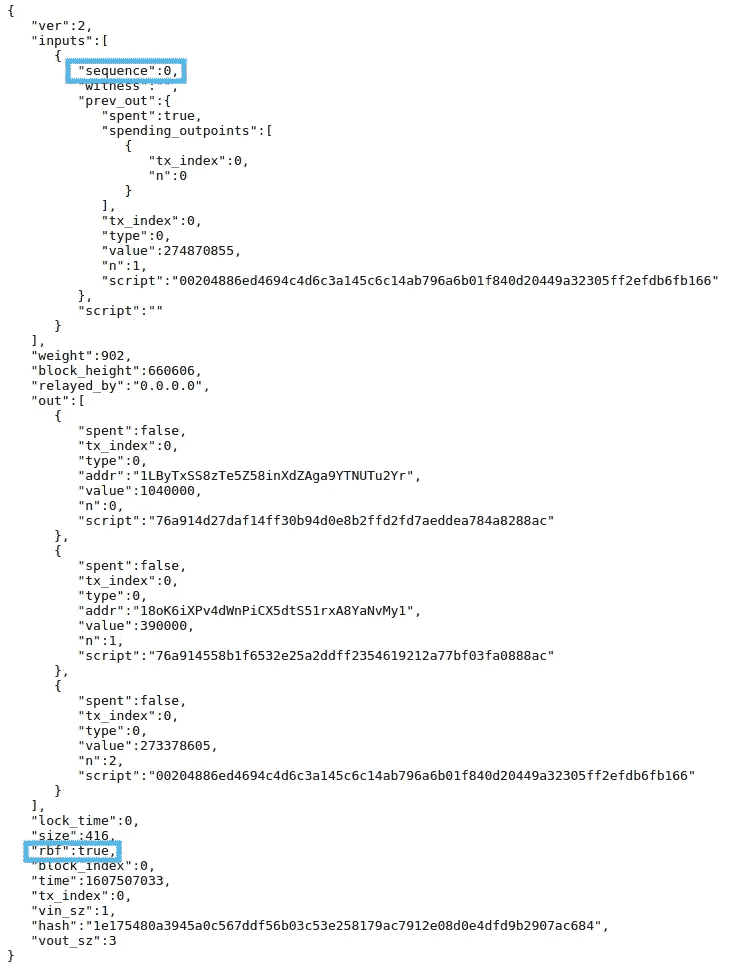 {
"ver":2,
"inputs":[
{
"sequence":0,
"witness":"",
"prev_out":{
"spent":true,
"spending_outpoints":[
{
"tx_index":0,
"n":0
}
],
"tx_index":0,
"type":0,
"value":274870855,
"n":1,
"script":"00204886ed4694c4d6c3a145c6c14ab796a6b01f840d20449a32305ff2efdb6fb166"
},
"script":""
}
],
"weight":902,
"block_height":660606,
"relayed_by":"0.0.0.0",
"out":[
{
"spent":false,
"tx_index":0,
"type":0,
"addr":"1LByTxSS8zTe5Z58inXdZAga9YTNUTu2Yr",
"value":1040000,
"n":0,
"script":"76a914d27daf14ff30b94d0e8b2ffd2fd7aeddea784a8288ac"
},
{
"spent":false,
"tx_index":0,
"type":0,
"addr":"18oK6iXPv4dWnPiCX5dtS51rxA8YaNvMy1",
"value":390000,
"n":1,
"script":"76a914558b1f6532e25a2ddff2354619212a77bf03fa0888ac"
},
{
"spent":false,
"tx_index":0,
"type":0,
"value":273378605,
"n":2,
"script":"00204886ed4694c4d6c3a145c6c14ab796a6b01f840d20449a32305ff2efdb6fb166"
}
],
"lock_time":0,
"size":416,
"rbf":true,
"block_index":0,
"time":1607507033,
"tx_index":0,
"vin_sz":1,
"hash":"1e175480a3945a0c567ddf56b03c53e258179ac7912e08d0e4dfd9b2907ac684",
"vout_sz":3
}